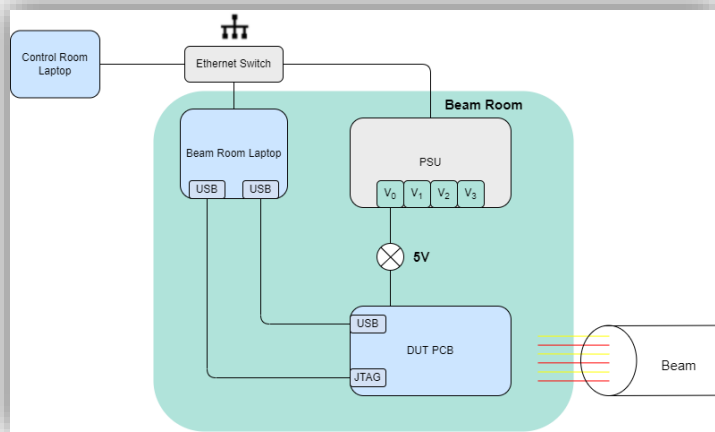 Control Room
Laptop
Ethernet Switch
Beam Room
Beam Room Laptop
USB
USB
PSU
V₀
V₁
V₂
V₃
5V
USB
DUT PCB
JTAG
Beam